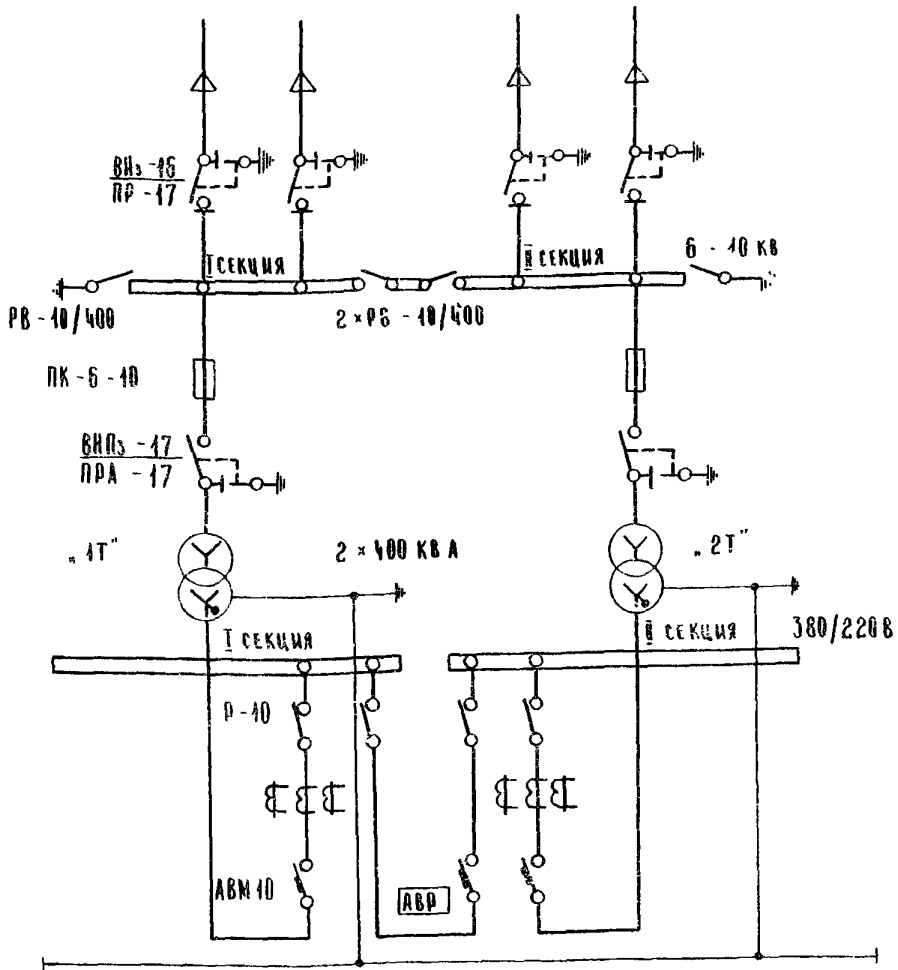 ВНз -16
ПР -17
I СЕКЦИЯ
II СЕКЦИЯ
6 - 10 КВ
РВ -10/400
2 × РВ - 10/400
ПК -6 -10
ВНПз -17
ПРА -17
„1Т"
2 × 400 КВ А
„2Т"
I СЕКЦИЯ
II СЕКЦИЯ
380/220В
Р -10
АВМ10
АВР